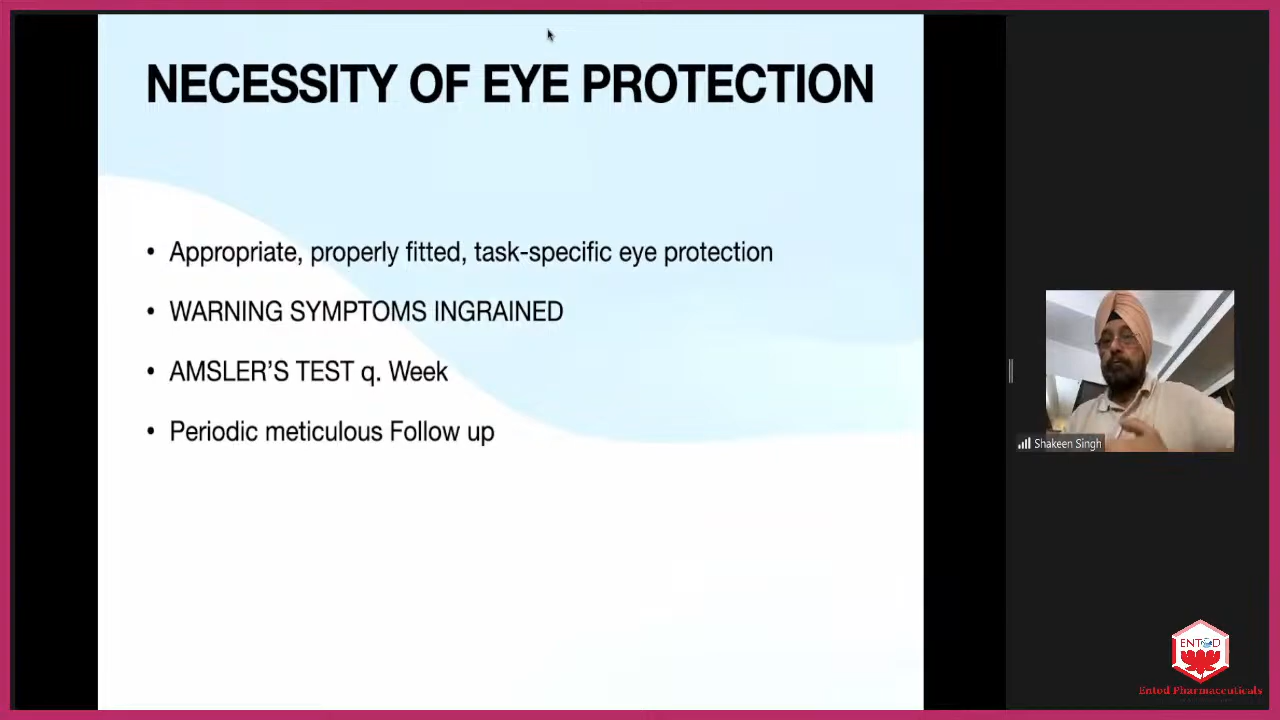 NECESSITY OF EYE PROTECTION
• Appropriate, properly fitted, task-specific eye protection
• WARNING SYMPTOMS INGRAINED
• AMSLER'S TEST q. Week
• Periodic meticulous Follow up
Shakeen Singh
ENTOD
Entod Pharmaceuticals